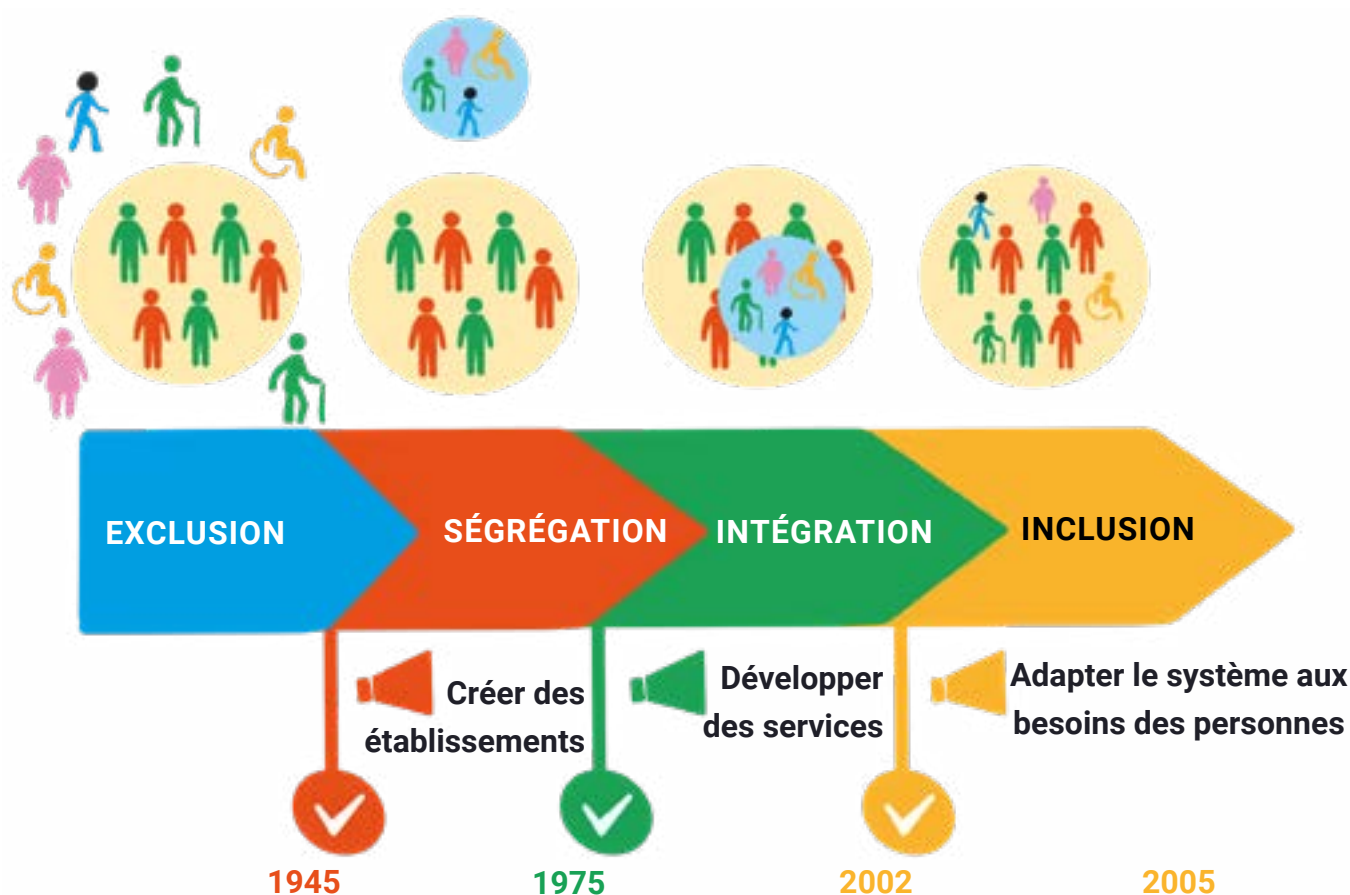 EXCLUSION
SÉGRÉGATION
INTÉGRATION
INCLUSION
Créer des
établissements
Développer
des services
Adapter le système aux
besoins des personnes
1945
1975
2002
2005